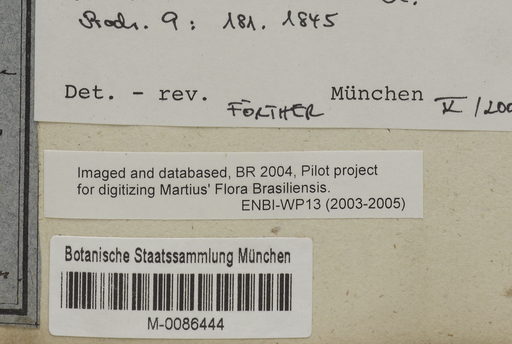 Prodr. 9: 181. 1845
Det. - rev. FÖRTHER München V /200
Imaged and databased, BR 2004, Pilot project
for digitizing Martius' Flora Brasiliensis.
ENBI-WP13 (2003-2005)
Botanische Staatssammlung München
M-0086444